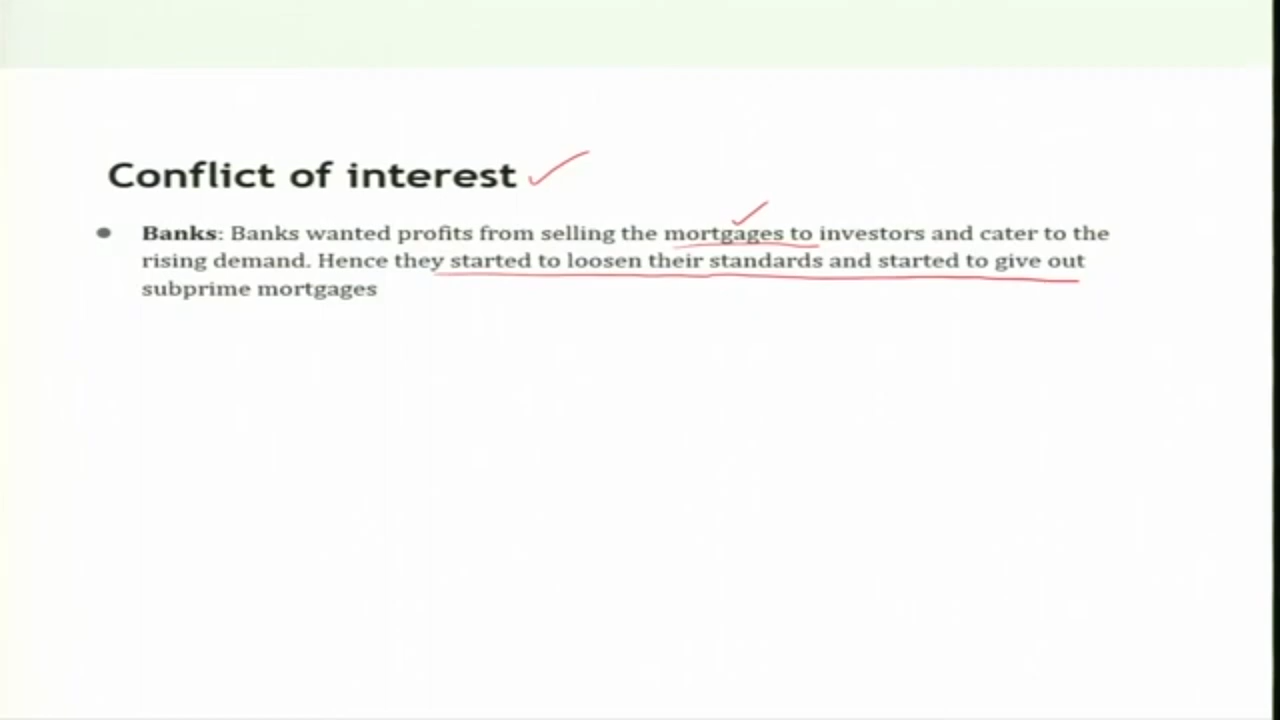 Conflict of interest
● Banks: Banks wanted profits from selling the mortgages to investors and cater to the
rising demand. Hence they started to loosen their standards and started to give out
subprime mortgages